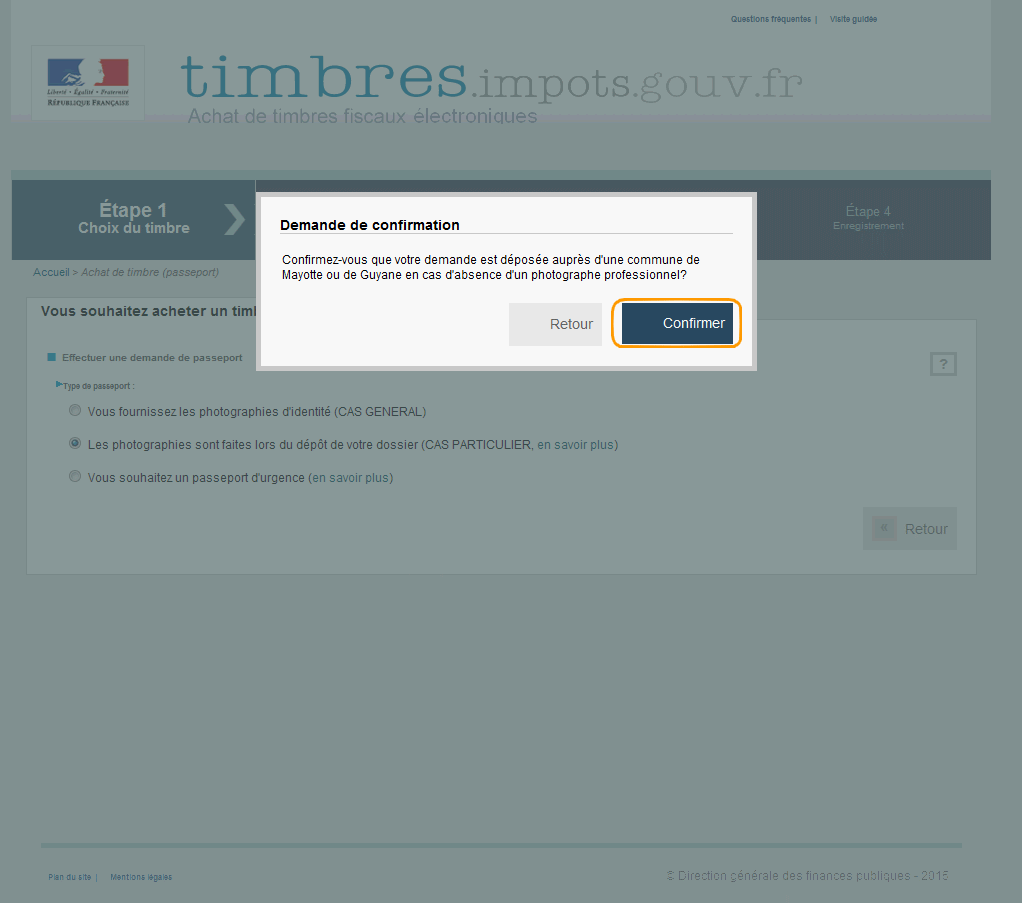 Questions fréquentes | Visite guidée
Liberté • Égalité • Fraternité
RÉPUBLIQUE FRANÇAISE
timbres.impots.gouv.fr
Achat de timbres fiscaux électroniques
Étape 1
Choix du timbre
Étape 4
Enregistrement
Accueil > Achat de timbre (passeport)
Demande de confirmation
Confirmez-vous que votre demande est déposée auprès d'une commune de
Mayotte ou de Guyane en cas d'absence d'un photographe professionnel?
Retour
Confirmer
Vous souhaitez acheter un
Effectuer une demande de passeport
?
Type de passeport :
Vous fournissez les photographies d'identité (CAS GENERAL)
Les photographies sont faites lors du dépôt de votre dossier (CAS PARTICULIER, en savoir plus)
Vous souhaitez un passeport d'urgence (en savoir plus)
Retour
Plan du site | Mentions légales
© Direction générale des finances publiques - 2015